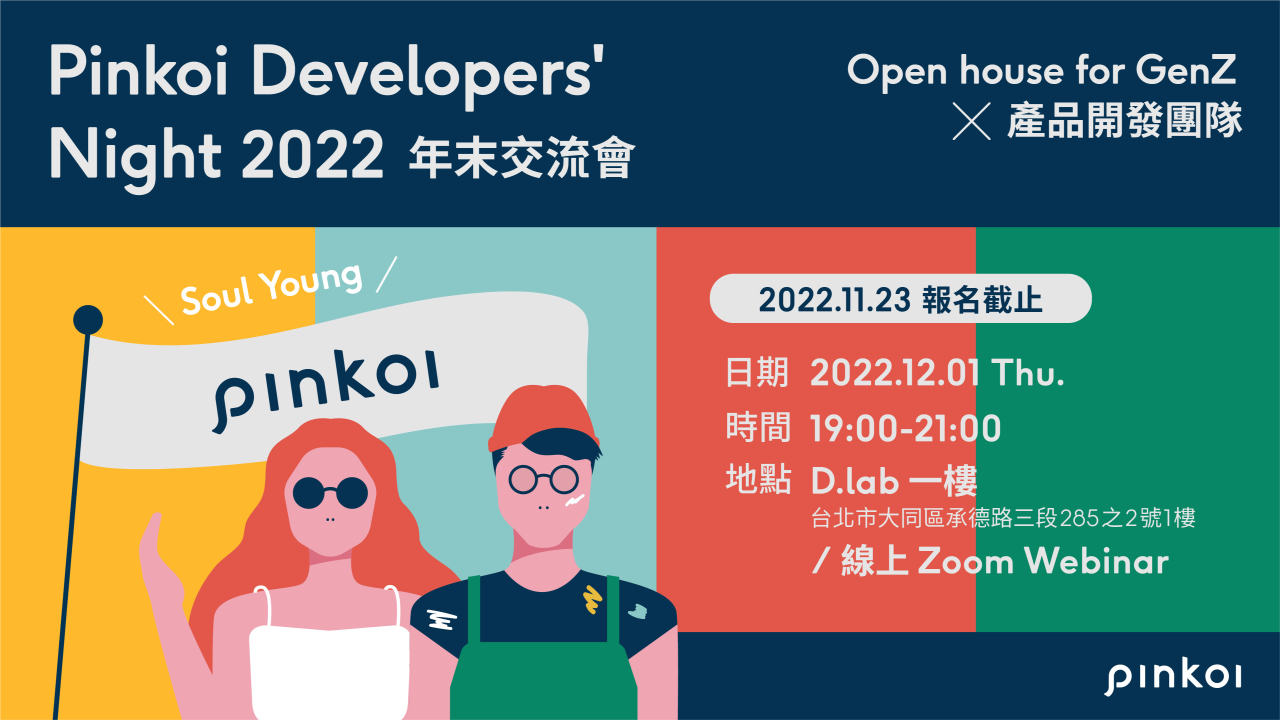 Pinkoi Developers'
Night 2022 年末交流會
Open house for GenZ
╳ 產品開發團隊
\ Soul Young /
pinkoi
2022.11.23 報名截止
日期 2022.12.01 Thu.
時間 19:00-21:00
地點 D.lab 一樓
台北市大同區承德路三段285之2號1樓
/ 線上 Zoom Webinar
pinkoi